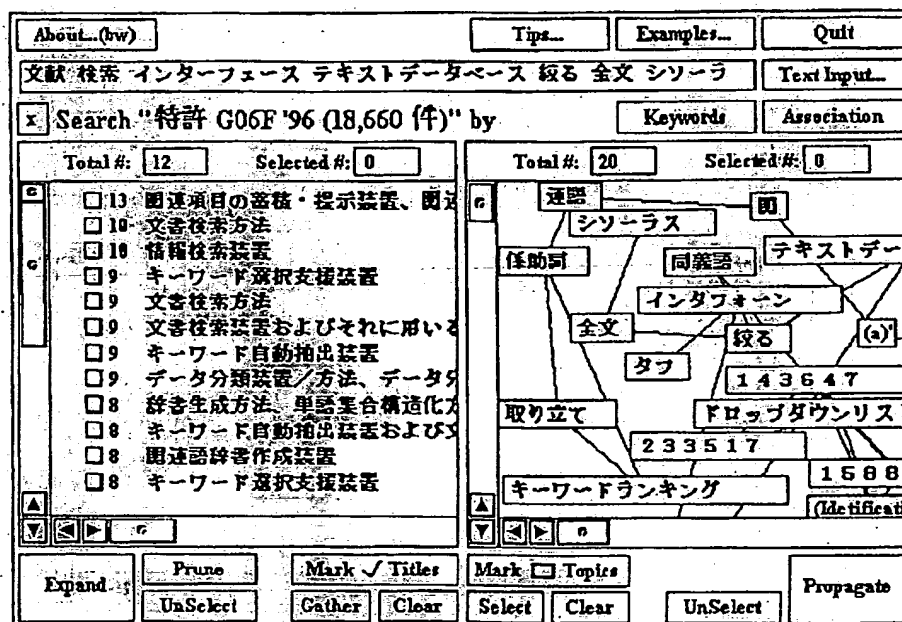 About...(bw) Tips... Examples... Quit
文献 検索 インターフェース テキストデータベース 絞る 全文 シソーラ Text Input...
x Search "特許 G06F '96 (18,660 件)" by Keywords Association
Total #: 12 Selected #: 0
13 関連項目の蓄積・提示装置、関連
10 文書検索方法
10 情報検索装置
9 キーワード選択支援装置
9 文書検索方法
9 文書検索装置およびそれに用いる
9 キーワード自動抽出装置
9 データ分類装置／方法、データ分
8 辞書生成方法、単語集合構造化方
8 キーワード自動抽出装置および文
8 関連語辞書作成装置
8 キーワード選択支援装置
Total #: 20 Selected #: 0
連語
シソーラス
係助詞
同義語
テキストデー
インタフォーン
全文
絞る
(a)'
タフ
143647
取り立て
ドロップダウンリス
233517
1588
キーワードランキング
(Identificati
Expand Prune Mark ✓ Titles Mark Topics Propagate
UnSelect Gather Clear Select Clear UnSelect